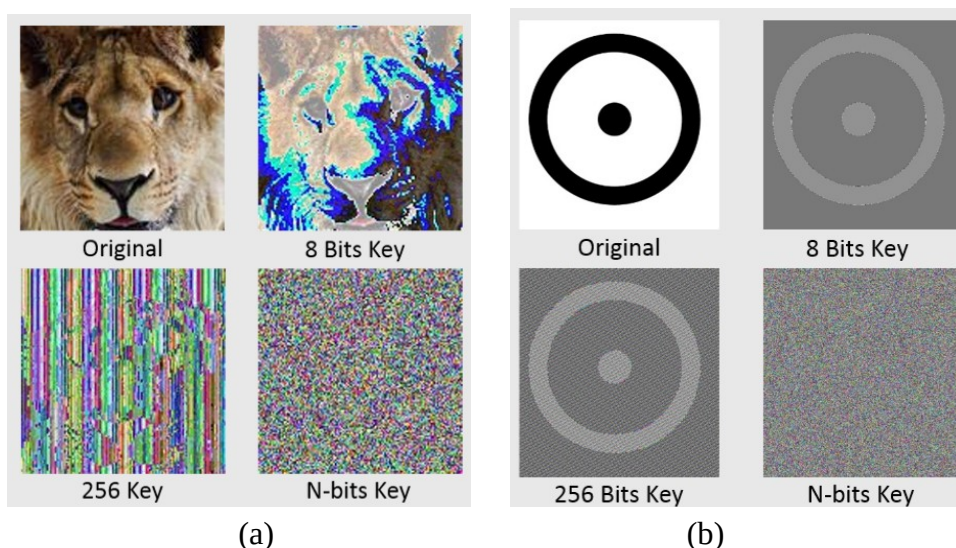 Original
8 Bits Key
256 Key
N-bits Key
(a)
Original
8 Bits Key
256 Bits Key
N-bits Key
(b)